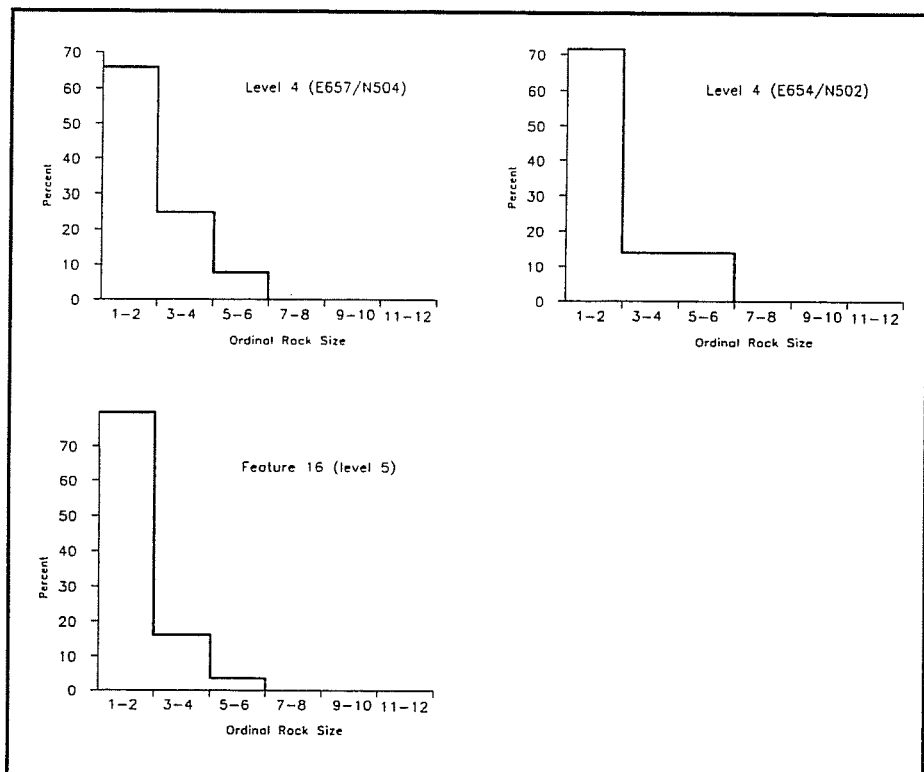 Level 4 (E657/N504)
Percent
70
60
50
40
30
20
10
0
1-2 3-4 5-6 7-8 9-10 11-12
Ordinal Rock Size
Level 4 (E654/N502)
Percent
70
60
50
40
30
20
10
0
1-2 3-4 5-6 7-8 9-10 11-12
Ordinal Rock Size
Feature 16 (level 5)
Percent
70
60
50
40
30
20
10
0
1-2 3-4 5-6 7-8 9-10 11-12
Ordinal Rock Size